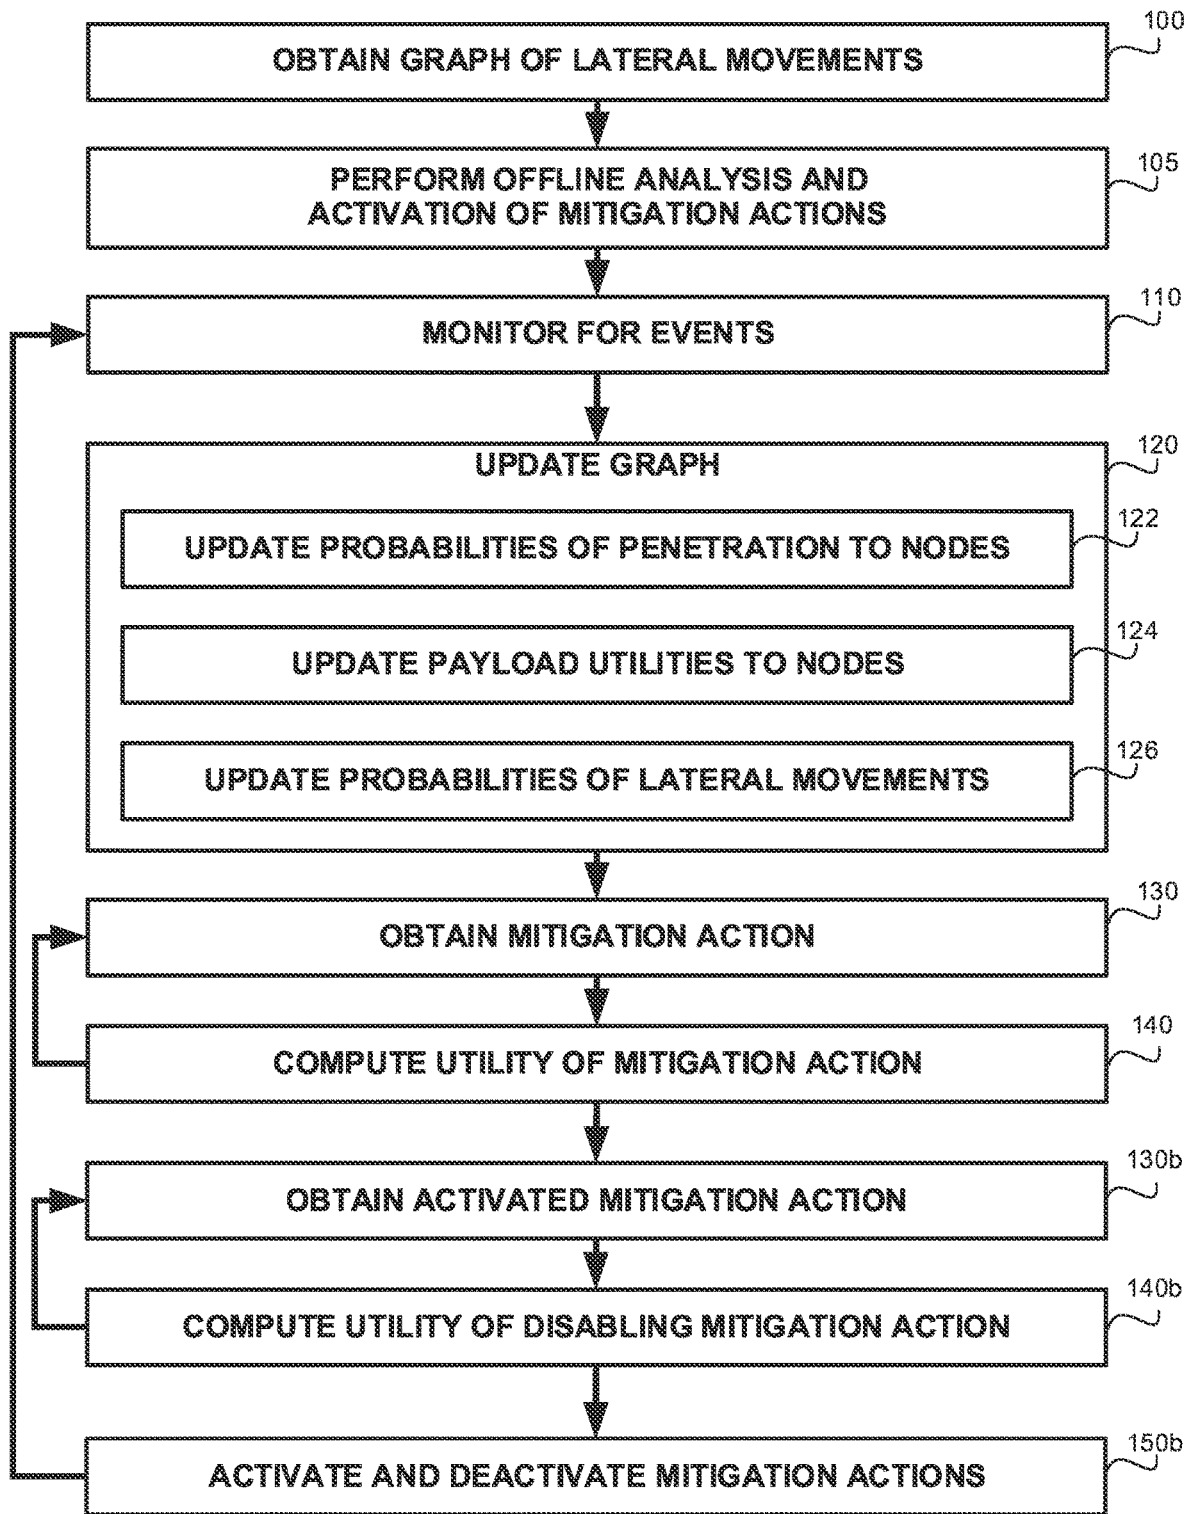 100
OBTAIN GRAPH OF LATERAL MOVEMENTS
105
PERFORM OFFLINE ANALYSIS AND
ACTIVATION OF MITIGATION ACTIONS
110
MONITOR FOR EVENTS
120
UPDATE GRAPH
122
UPDATE PROBABILITIES OF PENETRATION TO NODES
124
UPDATE PAYLOAD UTILITIES TO NODES
126
UPDATE PROBABILITIES OF LATERAL MOVEMENTS
130
OBTAIN MITIGATION ACTION
140
COMPUTE UTILITY OF MITIGATION ACTION
130b
OBTAIN ACTIVATED MITIGATION ACTION
140b
COMPUTE UTILITY OF DISABLING MITIGATION ACTION
150b
ACTIVATE AND DEACTIVATE MITIGATION ACTIONS